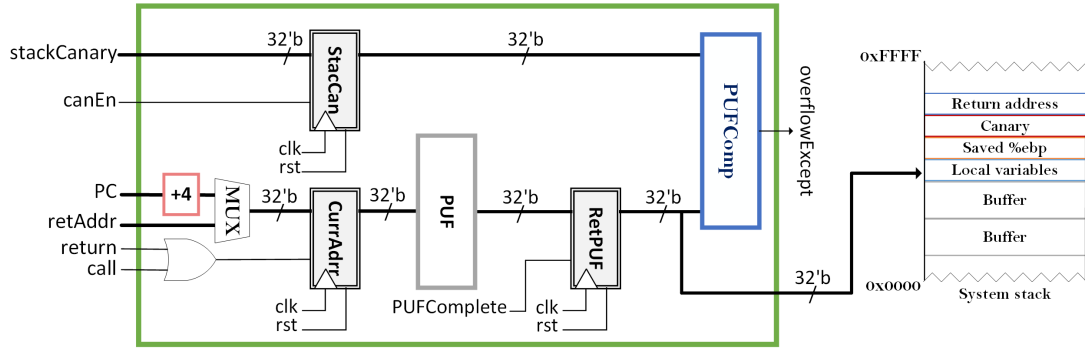 stackCanary
32'b
StacCan
32'b
canEn
clk
rst
PUFComp
overflowExcept
PC
+4
MUX
retAddr
return
call
32'b
CurrAdrr
clk
rst
32'b
PUF
32'b
PUFComplete
RetPUF
clk
rst
32'b
32'b
0xFFFF
Return address
Canary
Saved %ebp
Local variables
Buffer
Buffer
0x0000
System stack